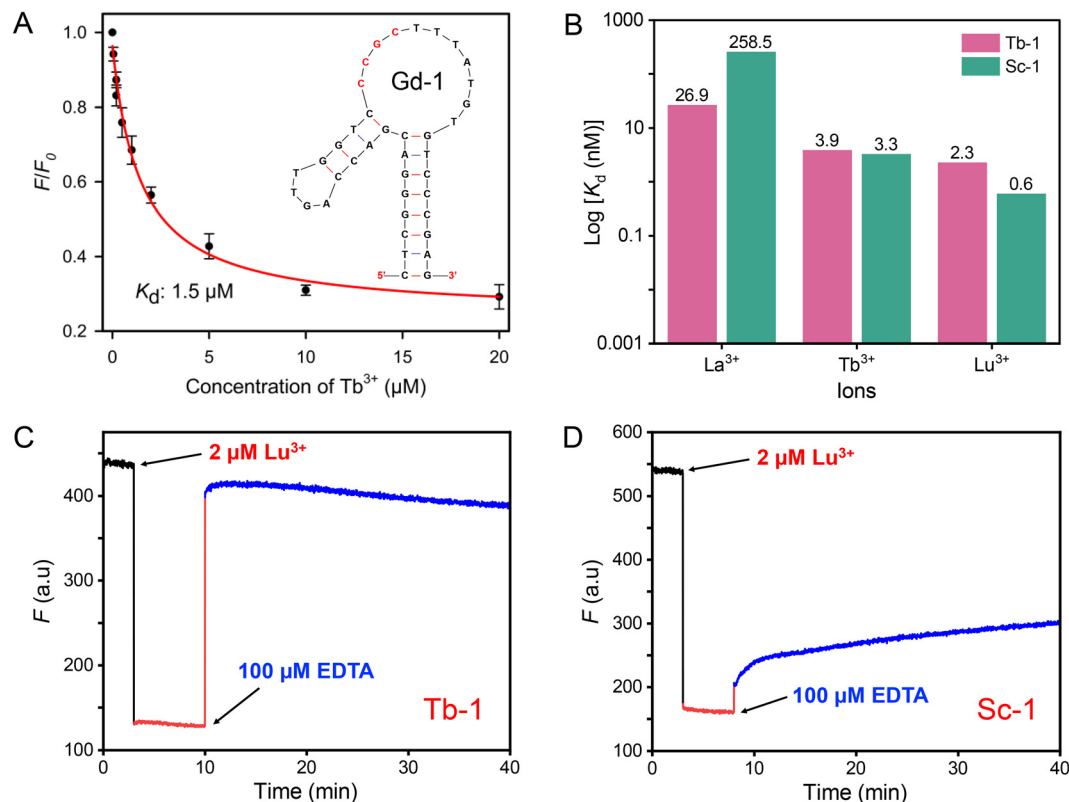 A
1.0
0.8
0.6
0.4
0.2
F/F0
Kd: 1.5 µM
Gd-1
C T C G G G A C G A C C A G T T T G G T C C C C G C T T T A T G T G T C C C G A G
5'
3'
0
5
10
15
20
Concentration of Tb³⁺ (µM)
B
1000
10
0.1
0.001
Log [Kd (nM)]
26.9
258.5
3.9
3.3
2.3
0.6
Tb-1
Sc-1
La³⁺
Tb³⁺
Lu³⁺
Ions
C
400
300
200
100
F (a.u)
2 µM Lu³⁺
100 µM EDTA
Tb-1
0
10
20
30
40
Time (min)
D
600
500
400
300
200
100
F (a.u)
2 µM Lu³⁺
100 µM EDTA
Sc-1
0
10
20
30
40
Time (min)